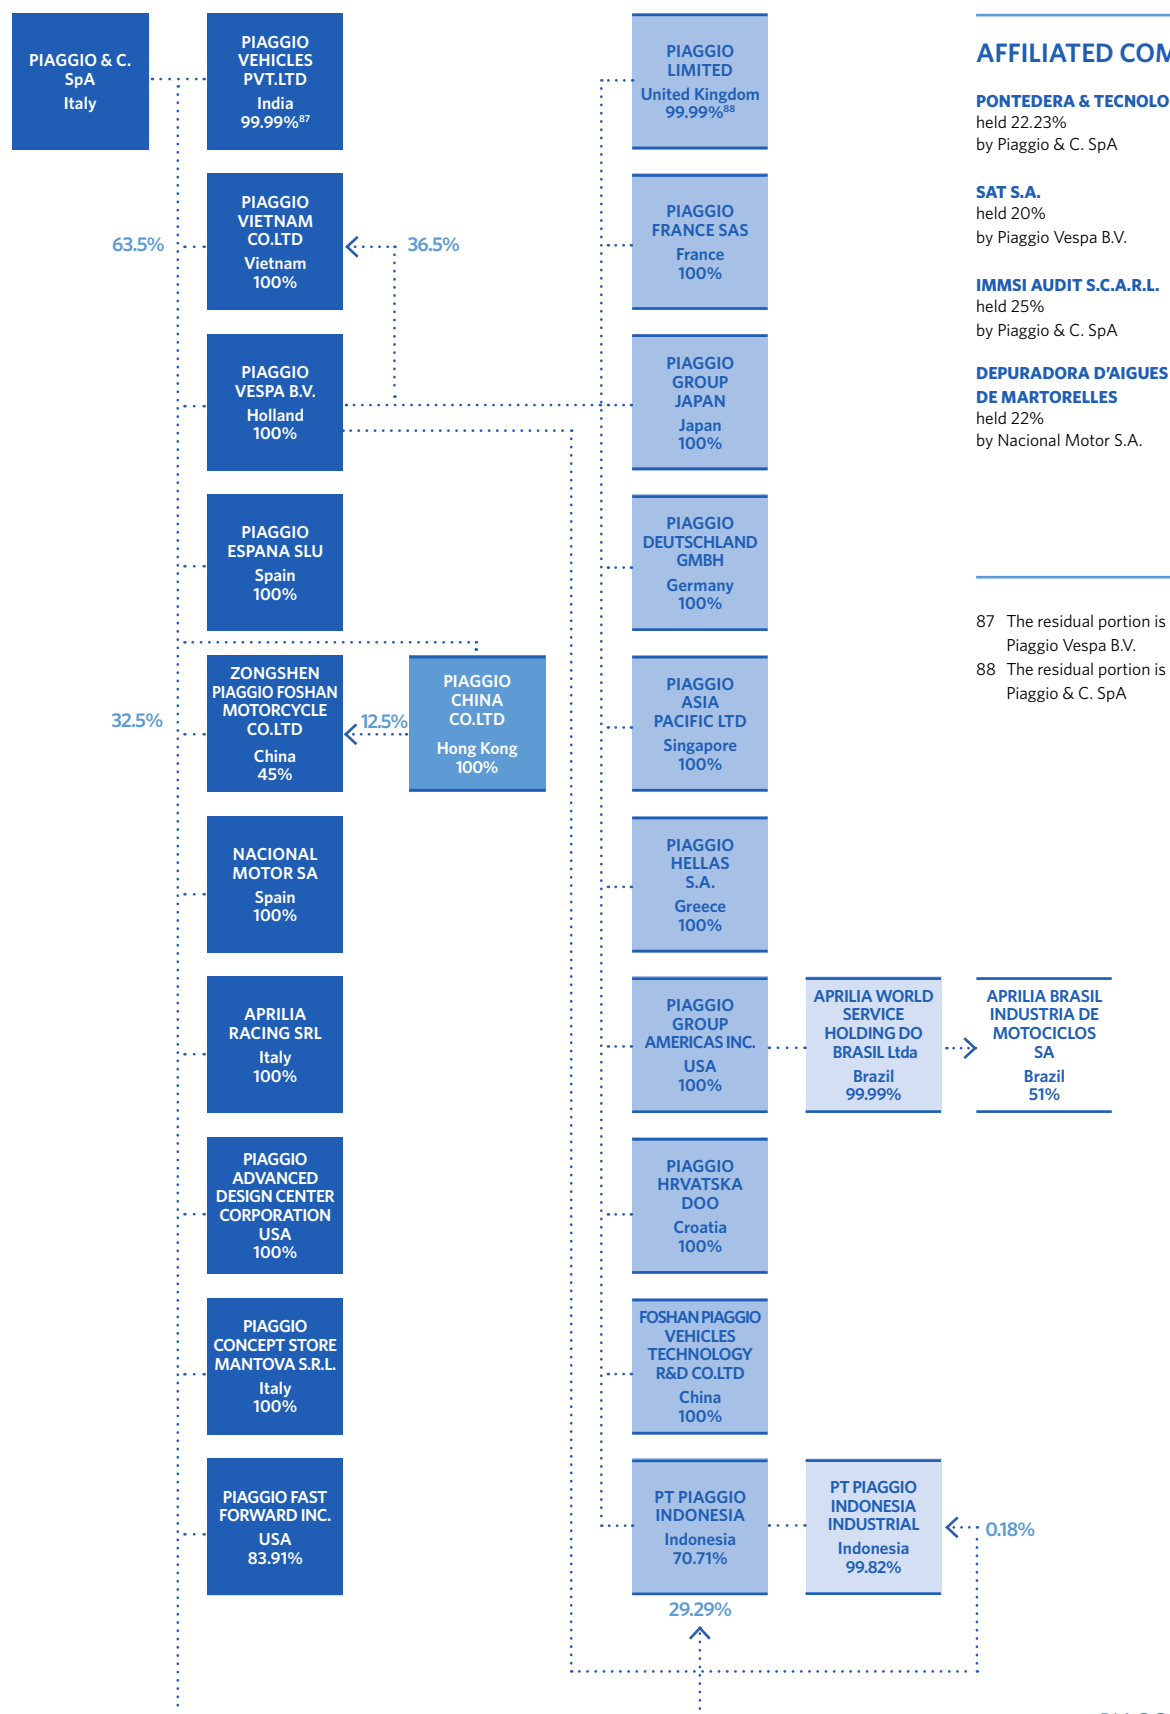 PIAGGIO & C.
SpA
Italy
PIAGGIO
VEHICLES
PVT.LTD
India
99.99%87
63.5%
PIAGGIO
VIETNAM
CO.LTD
Vietnam
100%
36.5%
PIAGGIO
VESPA B.V.
Holland
100%
PIAGGIO
ESPANA SLU
Spain
100%
32.5%
ZONGSHEN
PIAGGIO FOSHAN
MOTORCYCLE
CO.LTD
China
45%
12.5%
PIAGGIO
CHINA
CO.LTD
Hong Kong
100%
NACIONAL
MOTOR SA
Spain
100%
APRILIA
RACING SRL
Italy
100%
PIAGGIO
ADVANCED
DESIGN CENTER
CORPORATION
USA
100%
PIAGGIO
CONCEPT STORE
MANTOVA S.R.L.
Italy
100%
PIAGGIO FAST
FORWARD INC.
USA
83.91%
PIAGGIO
LIMITED
United Kingdom
99.99%88
PIAGGIO
FRANCE SAS
France
100%
PIAGGIO
GROUP
JAPAN
Japan
100%
PIAGGIO
DEUTSCHLAND
GMBH
Germany
100%
PIAGGIO
ASIA
PACIFIC LTD
Singapore
100%
PIAGGIO
HELLAS
S.A.
Greece
100%
PIAGGIO
GROUP
AMERICAS INC.
USA
100%
APRILIA WORLD
SERVICE
HOLDING DO
BRASIL Ltda
Brazil
99.99%
APRILIA BRASIL
INDUSTRIA DE
MOTOCICLOS
SA
Brazil
51%
PIAGGIO
HRVATSKA
DOO
Croatia
100%
FOSHAN PIAGGIO
VEHICLES
TECHNOLOGY
R&D CO.LTD
China
100%
PT PIAGGIO
INDONESIA
Indonesia
70.71%
29.29%
PT PIAGGIO
INDONESIA
INDUSTRIAL
Indonesia
99.82%
0.18%
AFFILIATED COM
PONTEDERA & TECNOLO
held 22.23%
by Piaggio & C. SpA
SAT S.A.
held 20%
by Piaggio Vespa B.V.
IMMSI AUDIT S.C.A.R.L.
held 25%
by Piaggio & C. SpA
DEPURADORA D'AIGUES
DE MARTORELLES
held 22%
by Nacional Motor S.A.
87 The residual portion is
Piaggio Vespa B.V.
88 The residual portion is
Piaggio & C. SpA